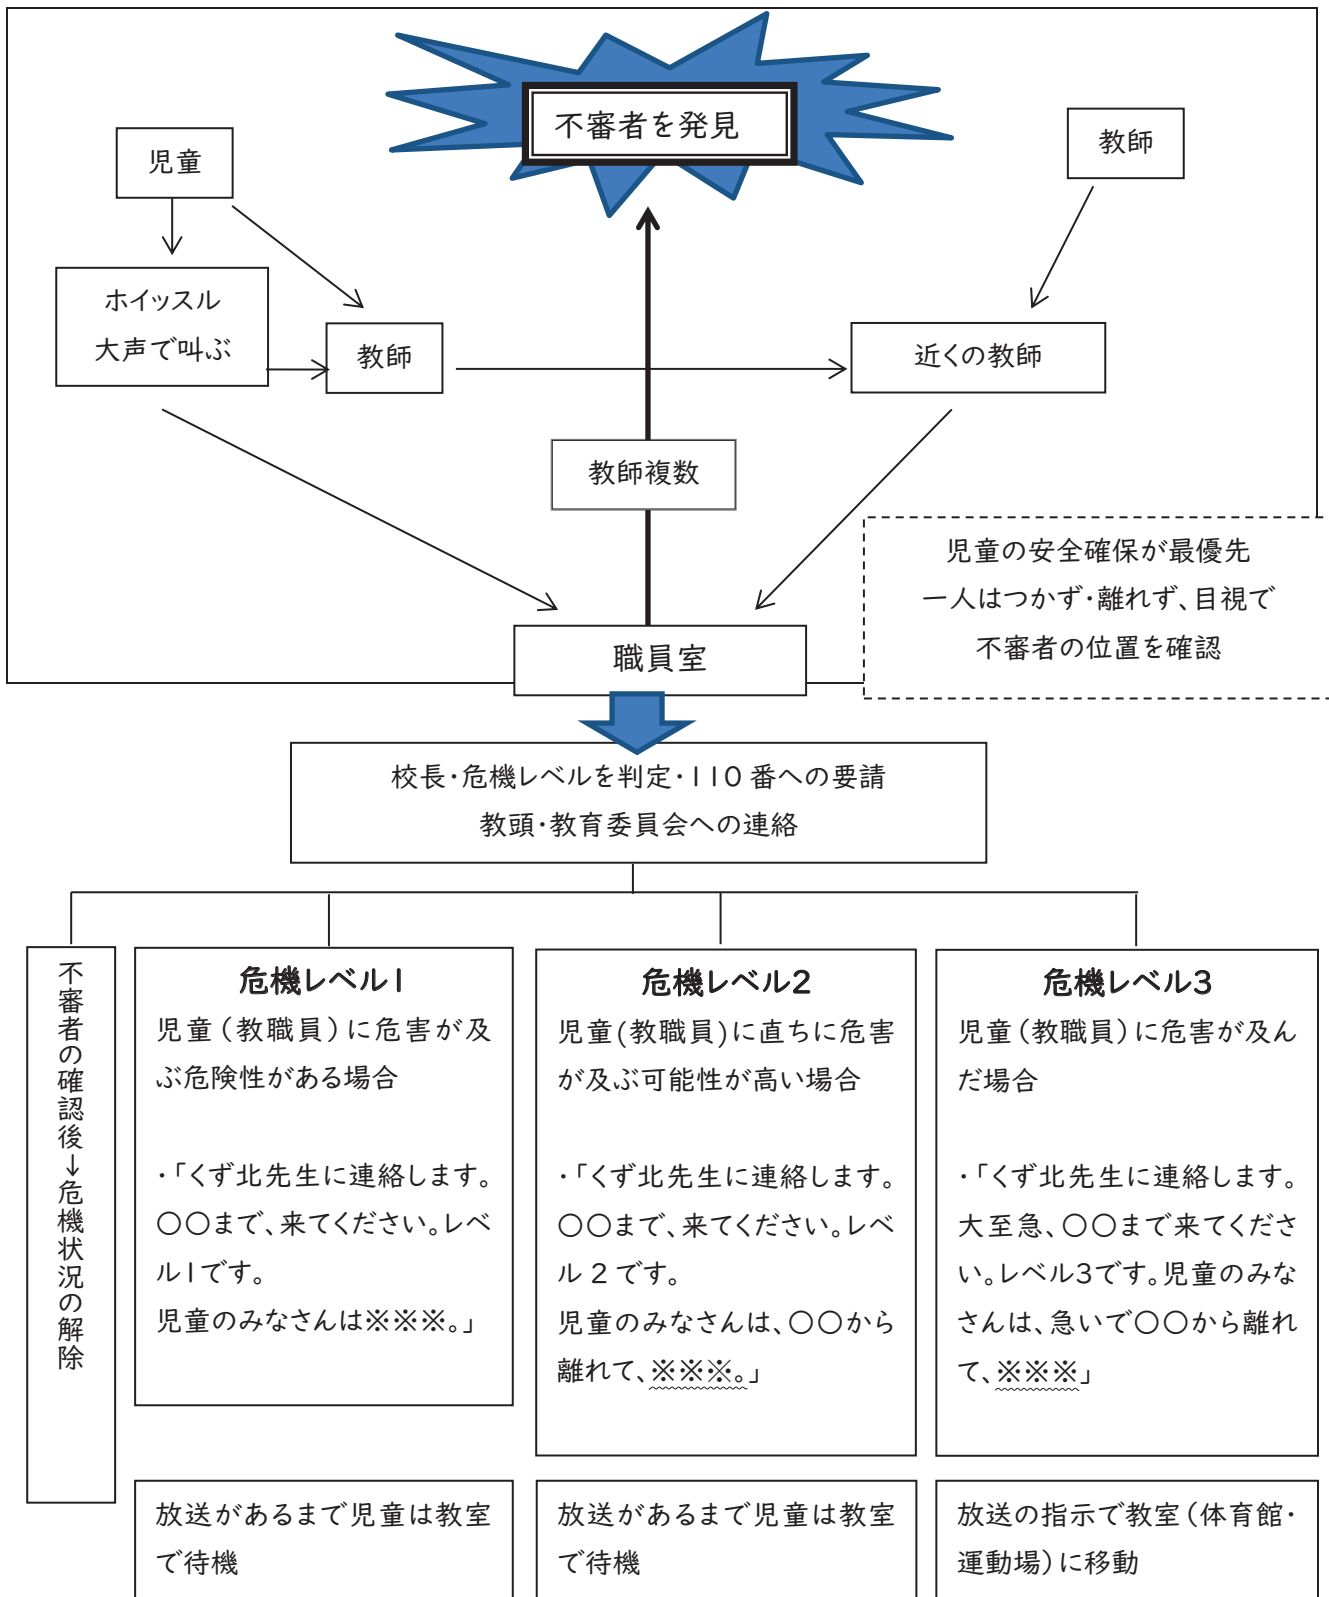 不審者を発見
児童
教師
ホイッスル
大声で叫ぶ
教師
近くの教師
教師複数
児童の安全確保が最優先
一人はつかず・離れず、目視で
不審者の位置を確認
職員室
校長・危機レベルを判定・110番への要請
教頭・教育委員会への連絡
不審者の確認後→危機状況の解除
危機レベル1
児童(教職員)に危害が及
ぶ危険性がある場合
・「くず北先生に連絡します。
〇〇まで、来てください。レベ
ル1です。
児童のみなさんは※※※。」
危機レベル2
児童(教職員)に直ちに危害
が及ぶ可能性が高い場合
・「くず北先生に連絡します。
〇〇まで、来てください。レベ
ル2です。
児童のみなさんは、〇〇から
離れて、※※※。」
危機レベル3
児童(教職員)に危害が及ん
だ場合
・「くず北先生に連絡します。
大至急、〇〇まで来てくださ
い。レベル3です。児童のみな
さんは、急いで〇〇から離れ
て、※※※」
放送があるまで児童は教室
で待機
放送があるまで児童は教室
で待機
放送の指示で教室(体育館・
運動場)に移動